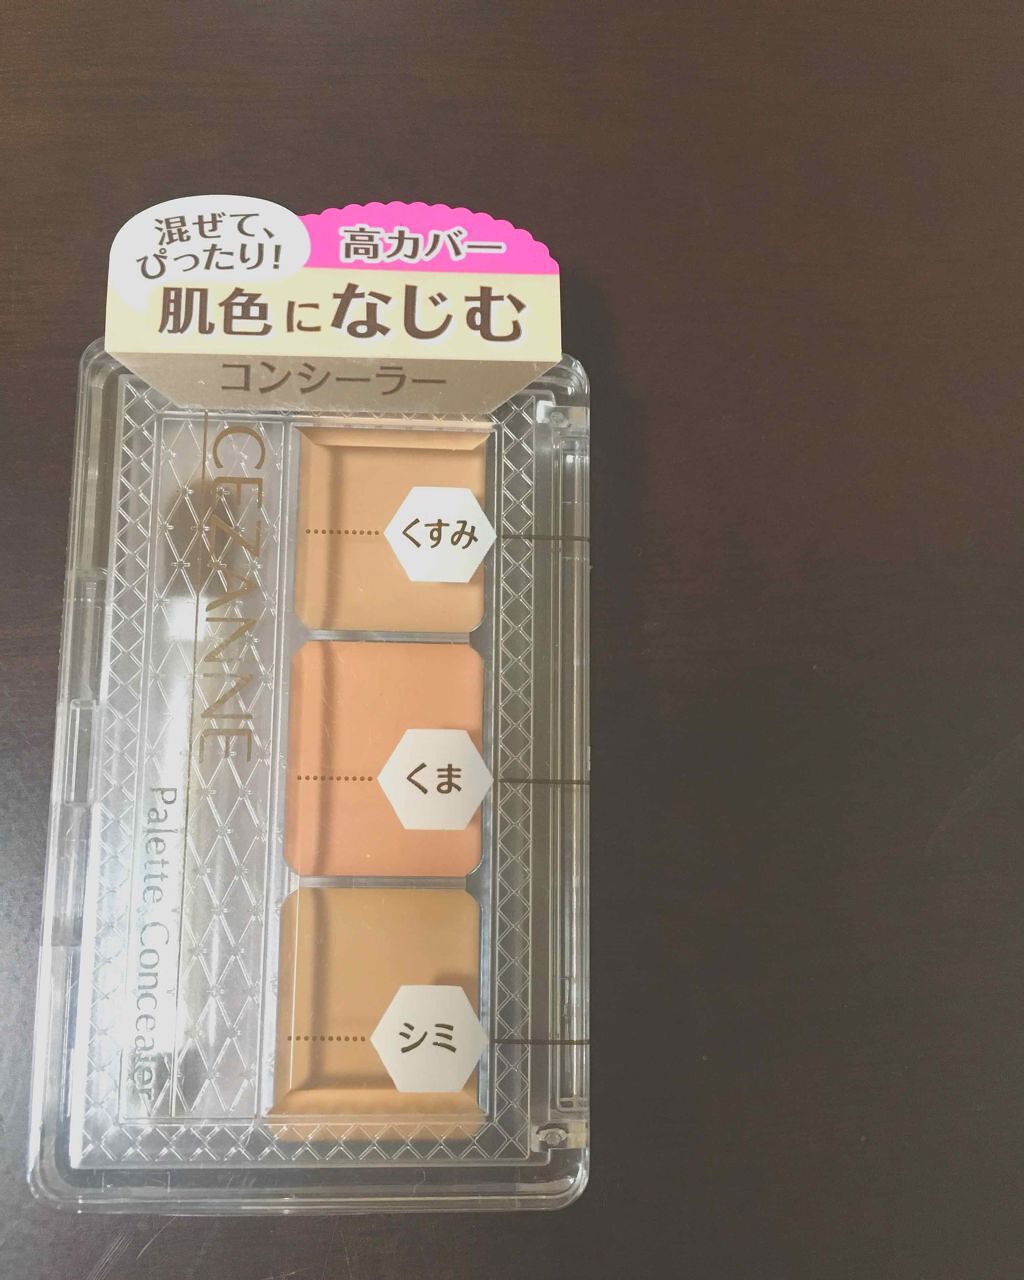 混ぜて、
ぴったり!
高カバー
肌色になじむ
コンシーラー
CEZANNE
Palette Concealer
くすみ
くま
シミ